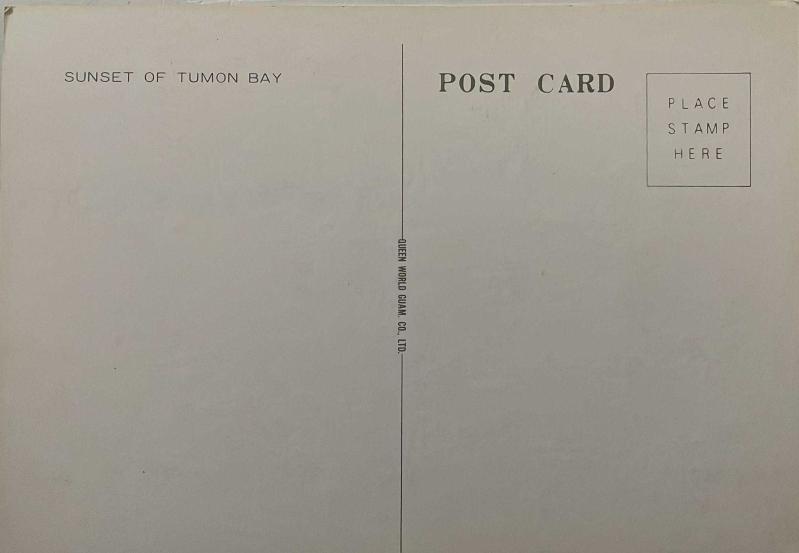 SUNSET OF TUMON BAY
POST CARD
PLACE
STAMP
HERE
QUEEN WORLD GUAM. CO., LTD.